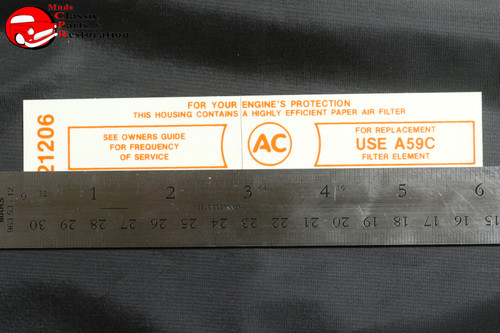 Mods
Classic
Parts
Restoration
FOR YOUR ENGINE'S PROTECTION
THIS HOUSING CONTAINS A HIGHLY EFFICIENT PAPER AIR FILTER
21206
SEE OWNERS GUIDE
FOR FREQUENCY
OF SERVICE
AC
FOR REPLACEMENT
USE A59C
FILTER ELEMENT
12 1 2 3 4 5 6
30 29 28 27 26 25 24 23 22 21 20 19 18 17 16 15